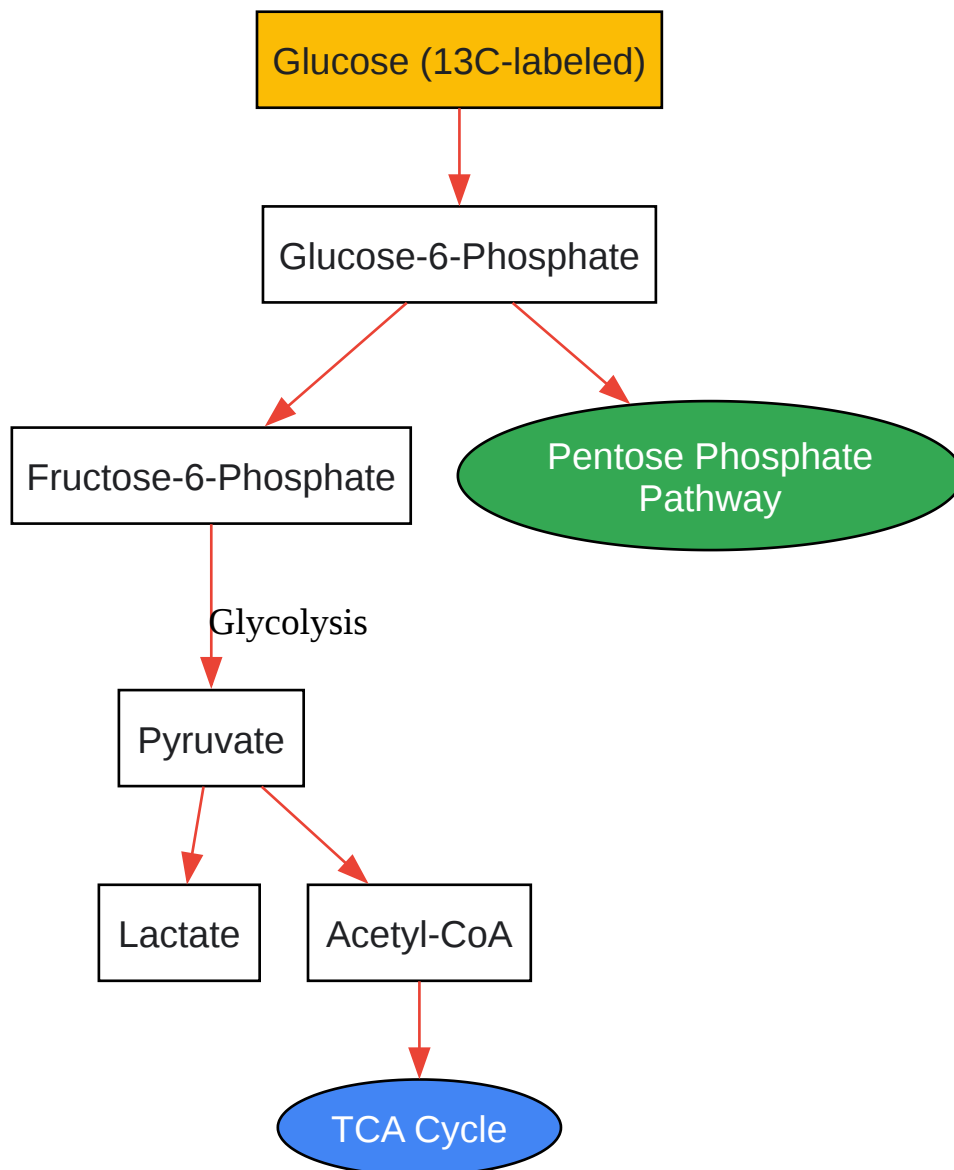 Glucose (13C-labeled)
Glucose-6-Phosphate
Fructose-6-Phosphate
Pentose Phosphate
Pathway
Glycolysis
Pyruvate
Lactate
Acetyl-CoA
TCA Cycle